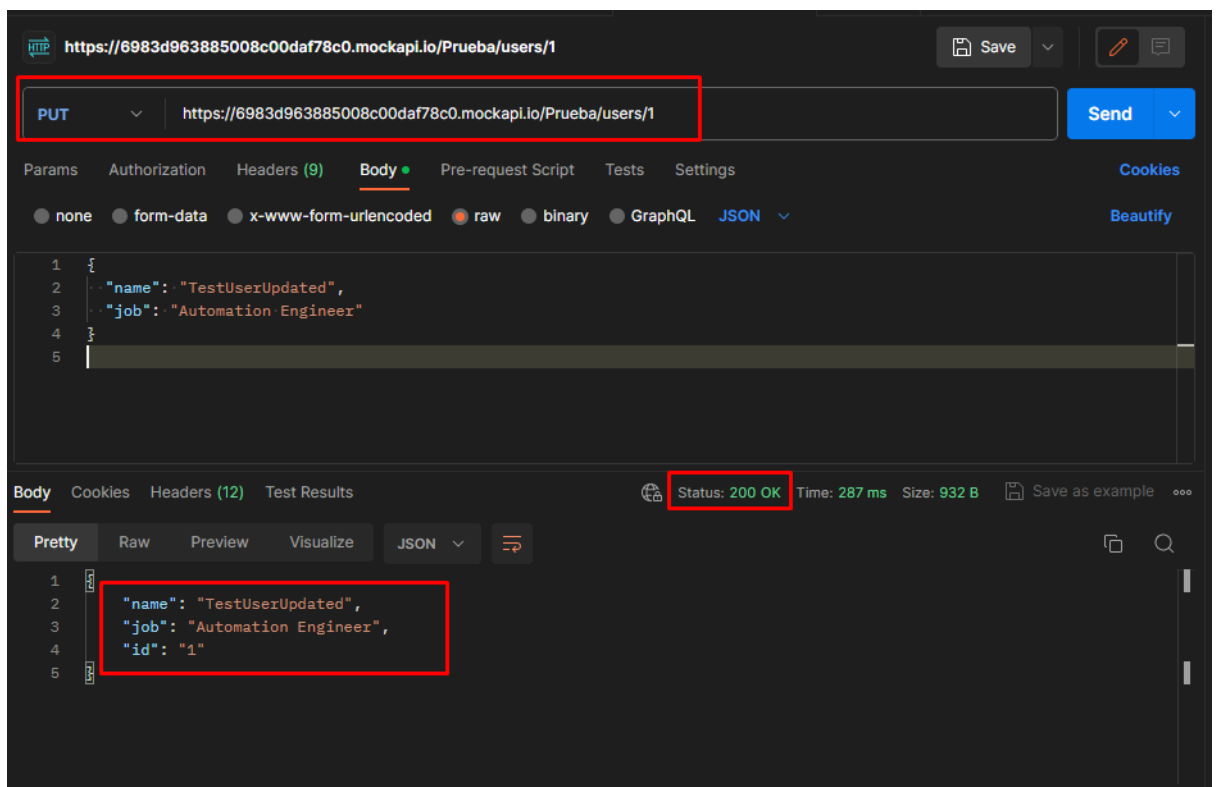 HTTP https://6983d963885008c00daf78c0.mockapi.io/Prueba/users/1 Save
PUT https://6983d963885008c00daf78c0.mockapi.io/Prueba/users/1 Send
Params Authorization Headers (9) Body Pre-request Script Tests Settings Cookies
none form-data x-www-form-urlencoded raw binary GraphQL JSON Beautify
1 {
2 "name": "TestUserUpdated",
3 "job": "Automation Engineer"
4 }
5
Body Cookies Headers (12) Test Results Status: 200 OK Time: 287 ms Size: 932 B Save as example
Pretty Raw Preview Visualize JSON
1 {
2 "name": "TestUserUpdated",
3 "job": "Automation Engineer",
4 "id": "1"
5 }